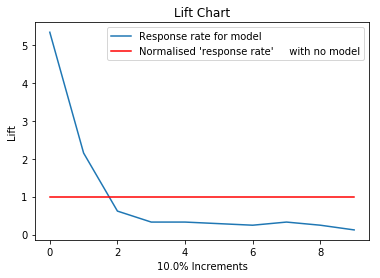 Lift Chart
Response rate for model
Normalised 'response rate'     with no model
Lift
5
4
3
2
1
0
0 2 4 6 8
10.0% Increments